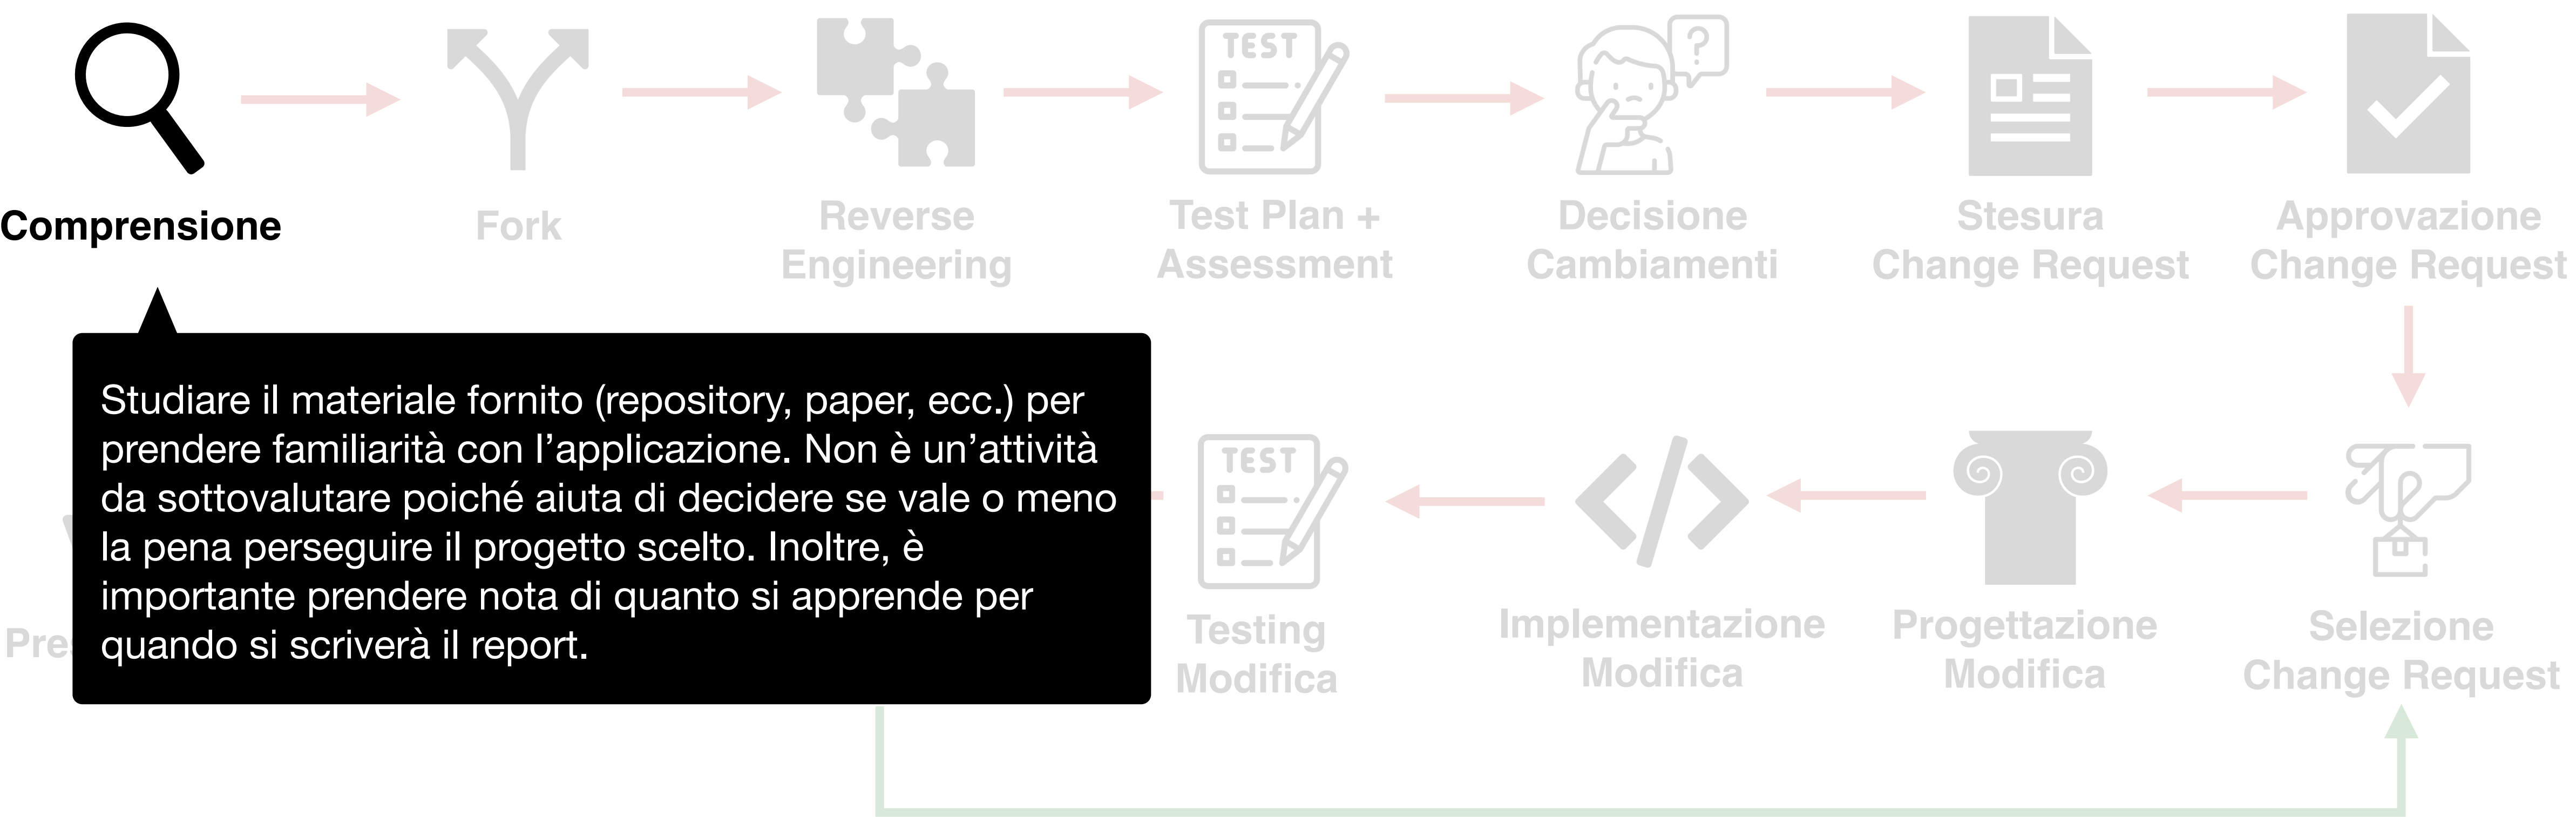 TEST
?
Comprensione
Fork
Reverse
Engineering
Test Plan +
Assessment
Decisione
Cambiamenti
Stesura
Change Request
Approvazione
Change Request
Studiare il materiale fornito (repository, paper, ecc.) per
prendere familiarità con l'applicazione. Non è un'attività
da sottovalutare poiché aiuta di decidere se vale o meno
la pena perseguire il progetto scelto. Inoltre, è
importante prendere nota di quanto si apprende per
quando si scriverà il report.
TEST
Testing
Modifica
Implementazione
Modifica
Progettazione
Modifica
Selezione
Change Request